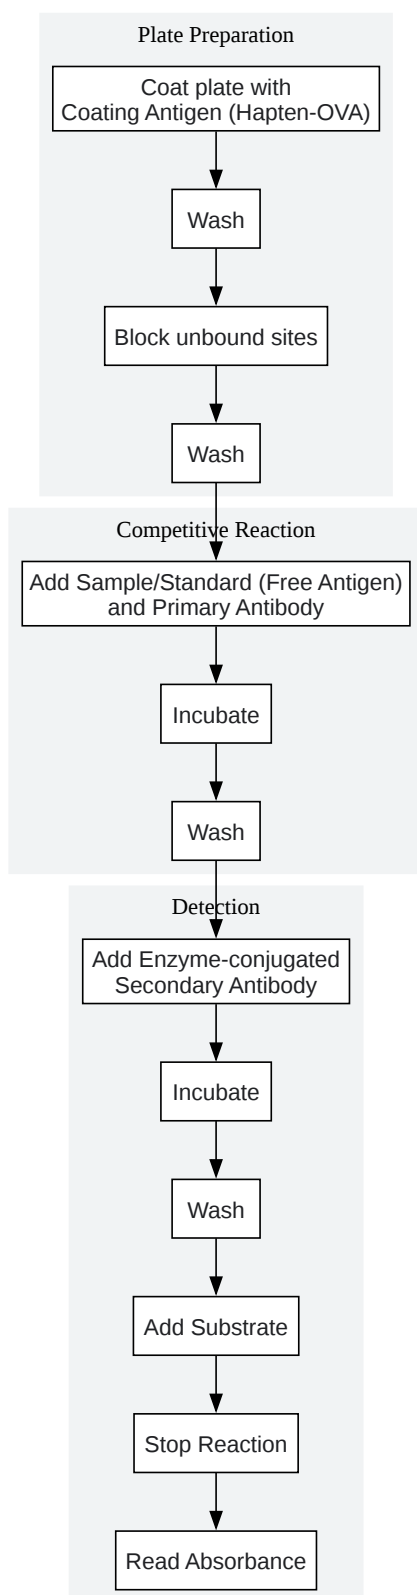 Plate Preparation
Coat plate with
Coating Antigen (Hapten-OVA)
Wash
Block unbound sites
Wash
Competitive Reaction
Add Sample/Standard (Free Antigen)
and Primary Antibody
Incubate
Wash
Detection
Add Enzyme-conjugated
Secondary Antibody
Incubate
Wash
Add Substrate
Stop Reaction
Read Absorbance